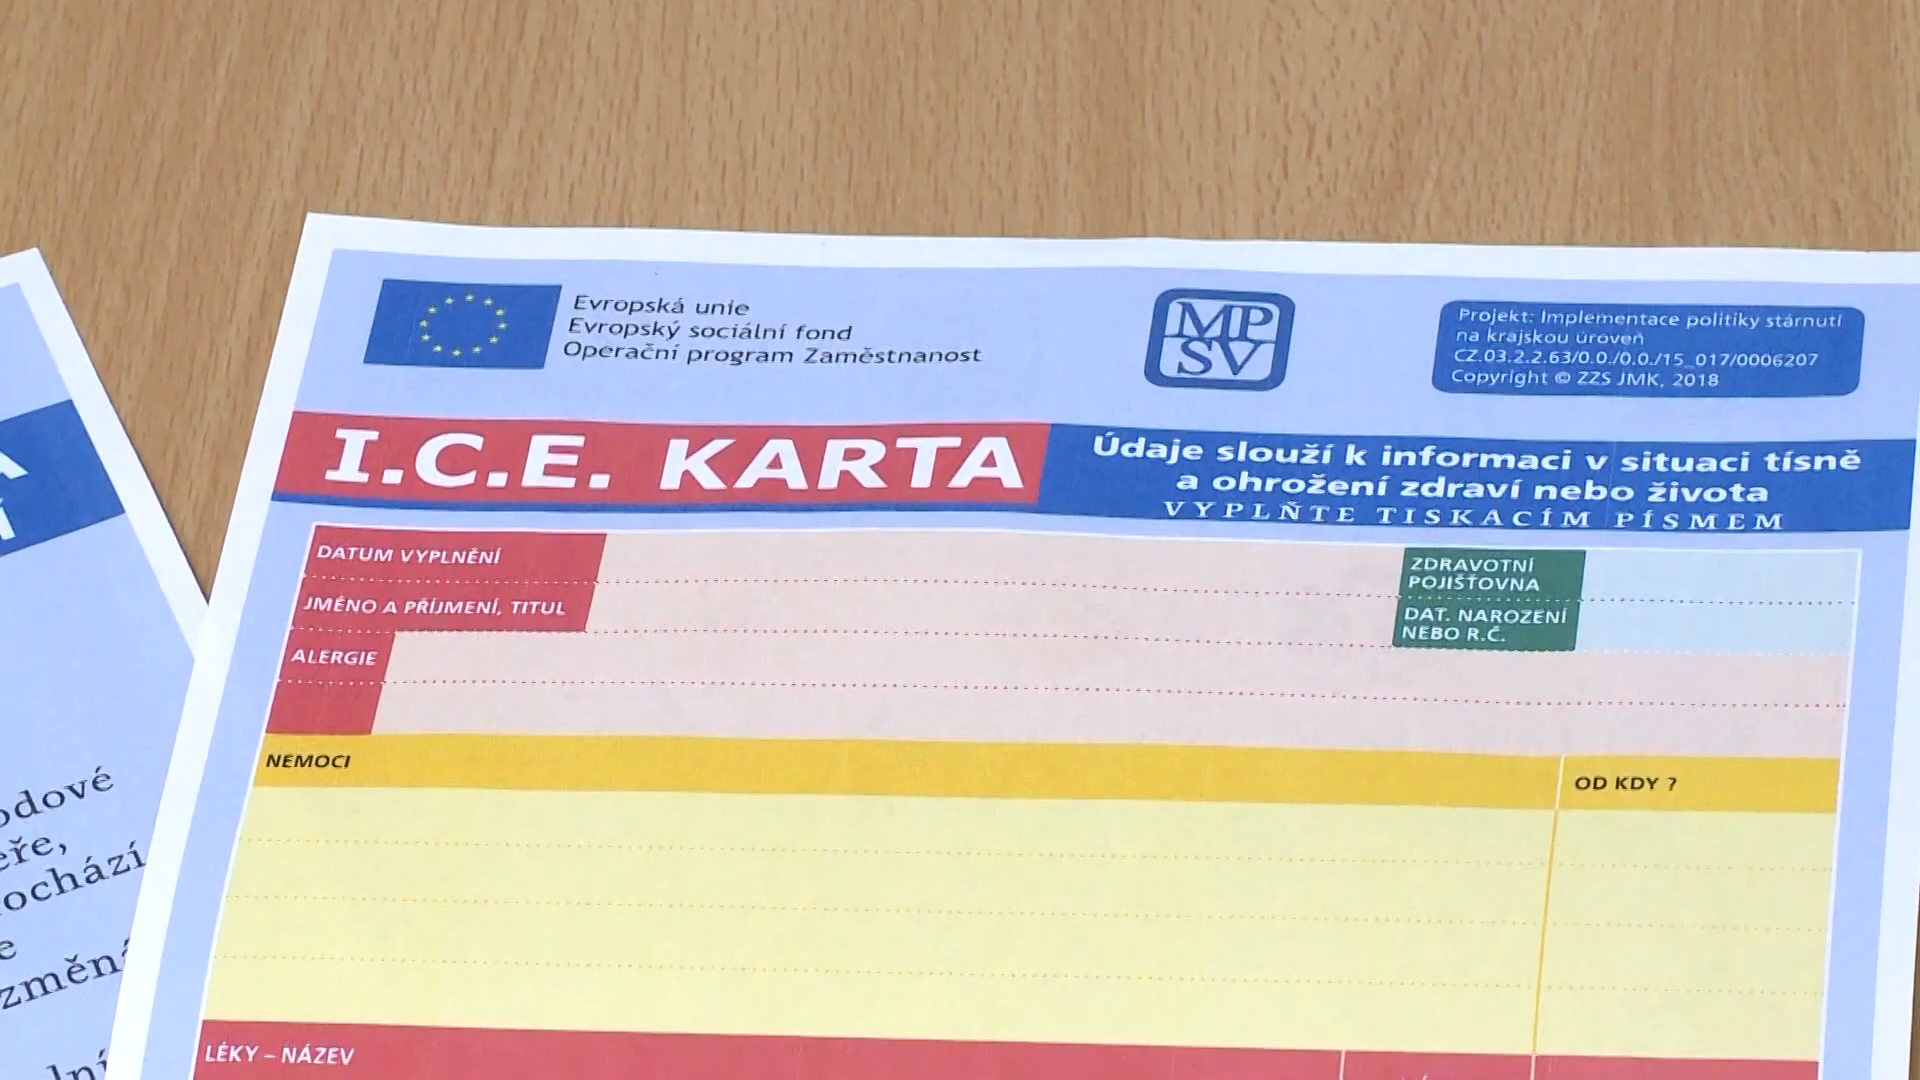 Evropská unie
Evropský sociální fond
Operační program Zaměstnanost
MP
SV
Projekt: Implementace politiky stárnutí
na krajskou úroveň
CZ.03.2.2.63/0.0./0.0./15_017/0006207
Copyright © ZZS JMK, 2018
I.C.E. KARTA
Údaje slouží k informaci v situaci tísně
a ohrožení zdraví nebo života
VYPLŇTE TISKACÍM PÍSMEM
DATUM VYPLNĚNÍ
ZDRAVOTNÍ
POJIŠŤOVNA
JMÉNO A PŘÍJMENÍ, TITUL
DAT. NAROZENÍ
NEBO R.Č.
ALERGIE
NEMOCI
OD KDY ?
LÉKY – NÁZEV